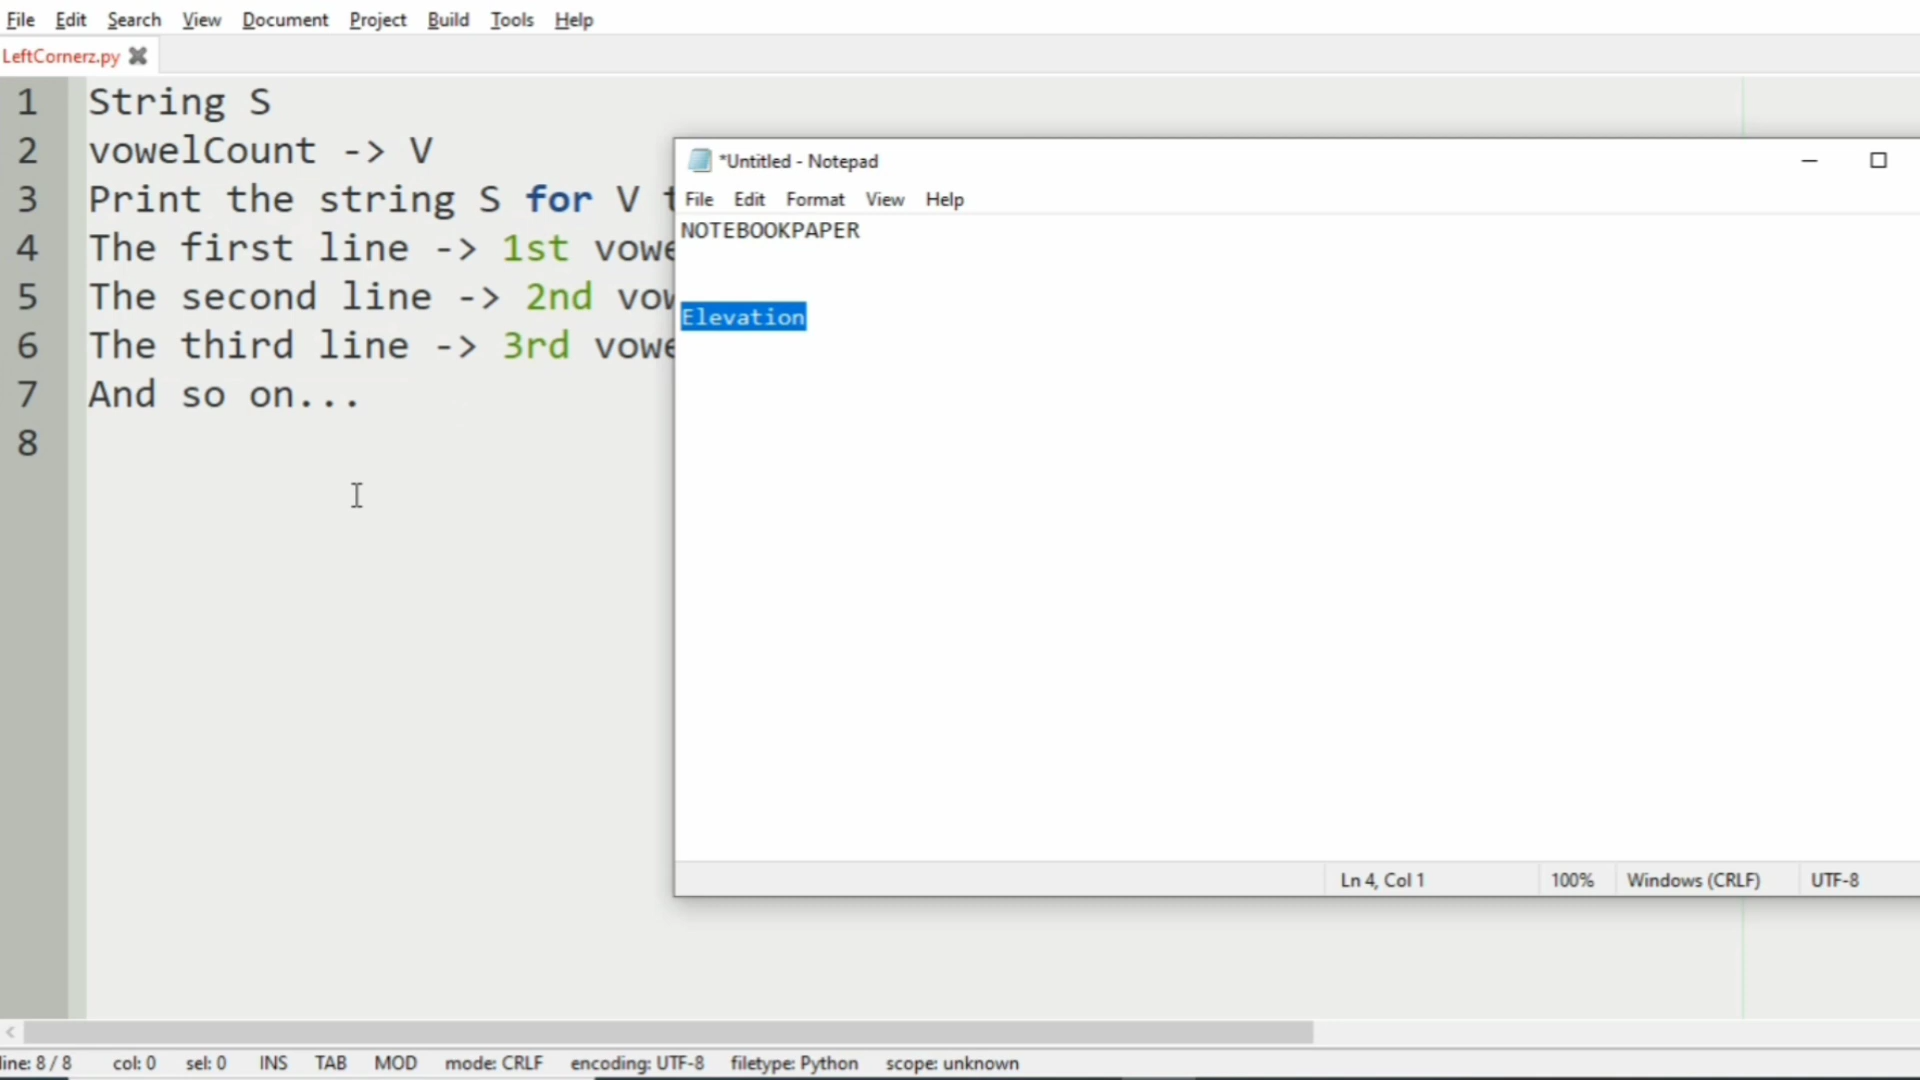 File Edit Search View Document Project Build Tools Help
LeftCornerz.py
1 String S
2 vowelCount -> V
3 Print the string S for V
4 The first line -> 1st
5 The second line -> 2nd
6 The third line -> 3rd
7 And so on...
8
*Untitled - Notepad
File Edit Format View Help
NOTEBOOKPAPER
Elevation
Ln 4, Col 1 100% Windows (CRLF) UTF-8
line: 8 / 8 col: 0 sel: 0 INS TAB MOD mode: CRLF encoding: UTF-8 filetype: Python scope: unknown